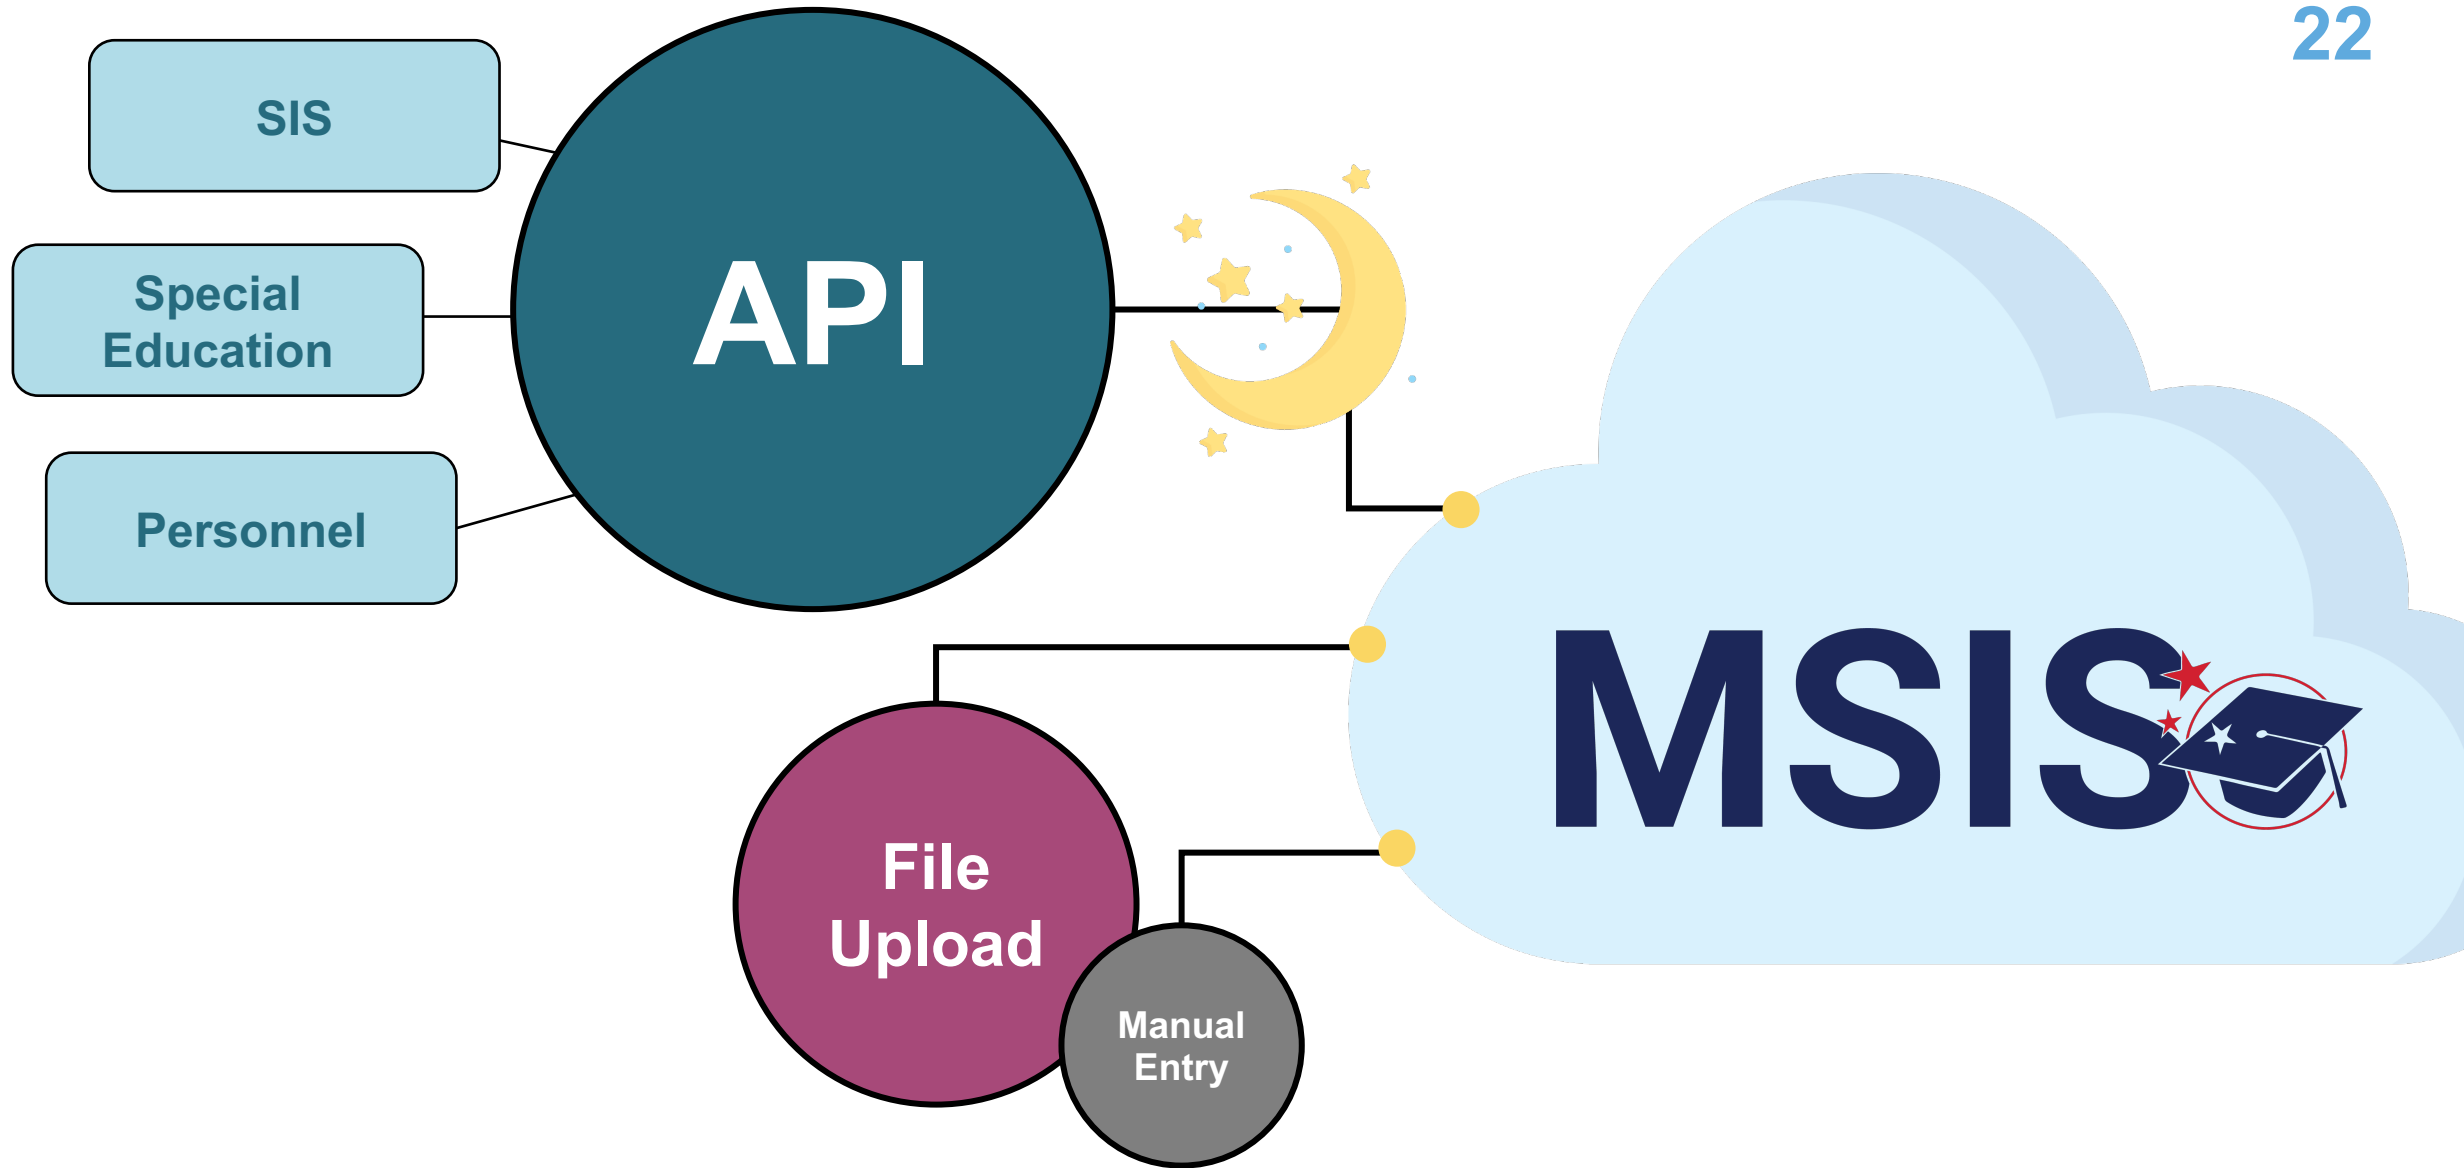 22
SIS
API
Special
Education
Personnel
MSIS
File
Upload
Manual
Entry